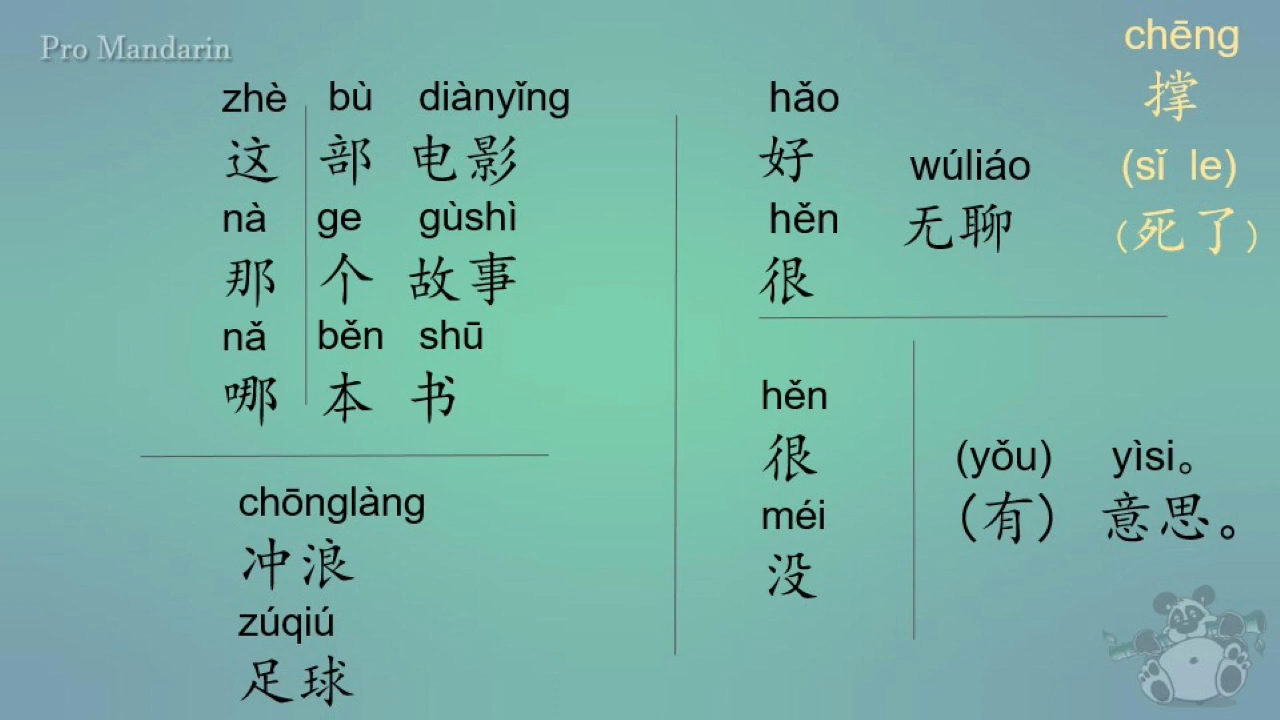 Pro Mandarin
zhè bù diànyǐng
这 部 电影
nà ge gùshì
那 个 故事
nǎ běn shū
哪 本 书
chōnglàng
冲浪
zúqiú
足球
hǎo
好
wúliáo
无聊
hěn
很
chēng
撑
(sǐ le)
(死了)
hěn
很
méi
没
(yǒu) yìsi。
(有) 意思。